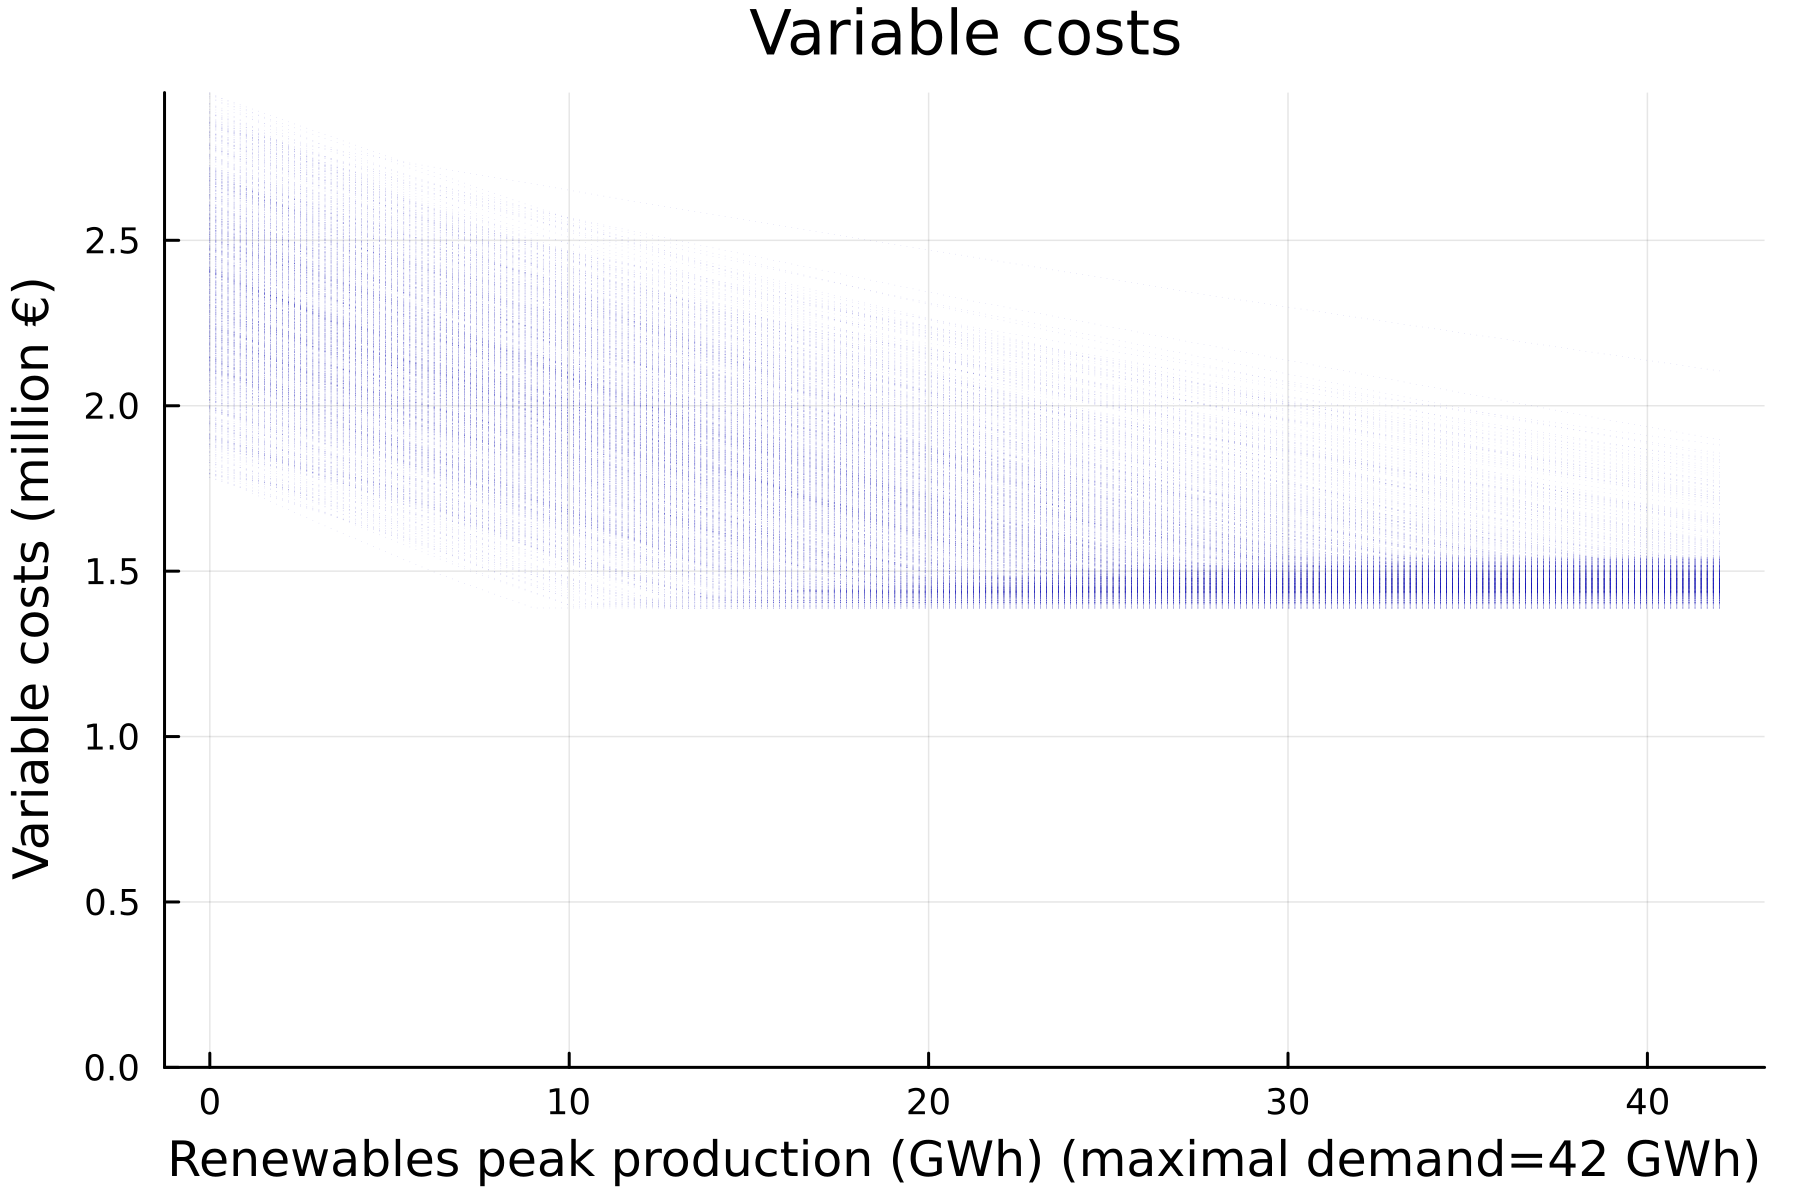 Variable costs
Variable costs (million €)
2.5
2.0
1.5
1.0
0.5
0.0
0 10 20 30 40
Renewables peak production (GWh) (maximal demand=42 GWh)